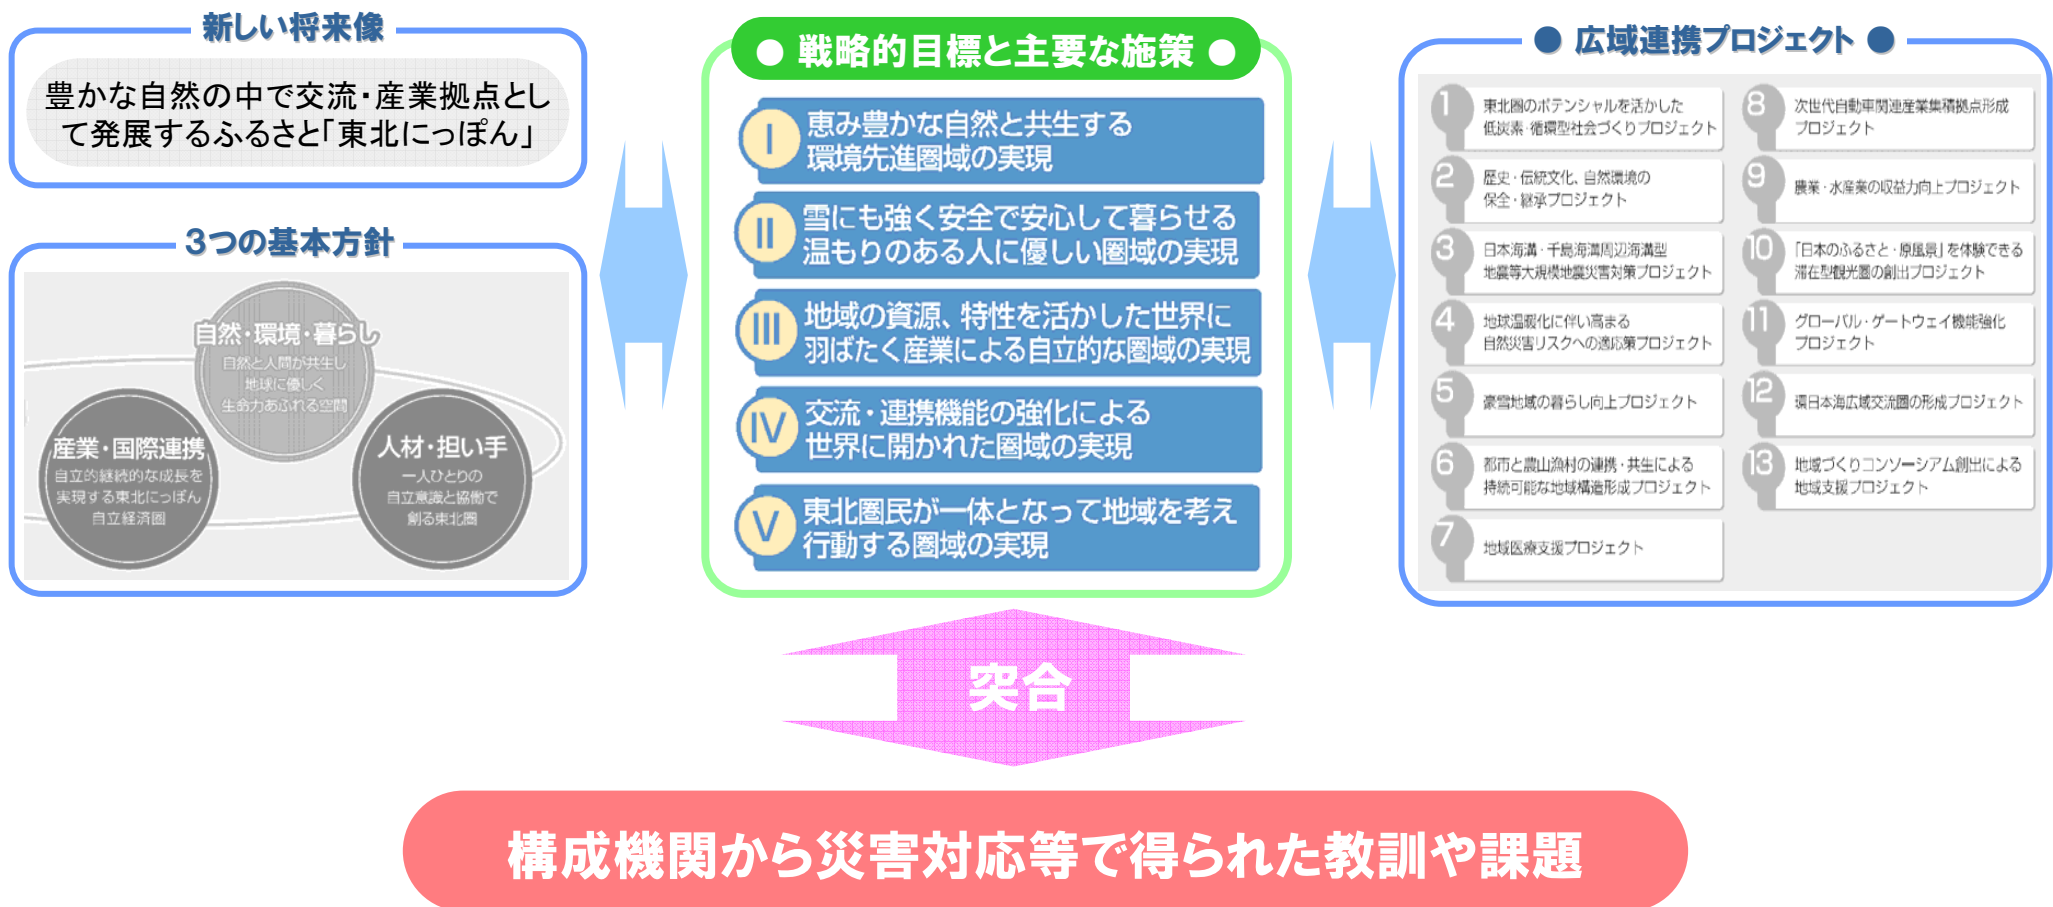 新しい将来像
豊かな自然の中で交流・産業拠点とし
て発展するふるさと「東北にっぽん」
3つの基本方針
自然・環境・暮らし
自然と人間が共生し
地球に優しく
生命力あふれる空間
産業・国際連携
自立的継続的な成長を
実現する東北にっぽん
自立経済圏
人材・担い手
一人ひとりの
自立意識と協働で
創る東北圏
● 戦略的目標と主要な施策 ●
I
恵み豊かな自然と共生する
環境先進圏域の実現
II
雪にも強く安全で安心して暮らせる
温もりのある人に優しい圏域の実現
III
地域の資源、特性を活かした世界に
羽ばたく産業による自立的な圏域の実現
IV
交流・連携機能の強化による
世界に開かれた圏域の実現
V
東北圏民が一体となって地域を考え
行動する圏域の実現
● 広域連携プロジェクト ●
1
東北圏のポテンシャルを活かした
低炭素・循環型社会づくりプロジェクト
2
歴史・伝統文化、自然環境の
保全・継承プロジェクト
3
日本海溝・千島海溝周辺海溝型
地震等大規模地震災害対策プロジェクト
4
地球温暖化に伴い高まる
自然災害リスクへの適応策プロジェクト
5
豪雪地域の暮らし向上プロジェクト
6
都市と農山漁村の連携・共生による
持続可能な地域構造形成プロジェクト
7
地域医療支援プロジェクト
8
次世代自動車関連産業集積拠点形成
プロジェクト
9
農業・水産業の収益力向上プロジェクト
10
「日本のふるさと・原風景」を体験できる
滞在型観光圏の創出プロジェクト
11
グローバル・ゲートウェイ機能強化
プロジェクト
12
環日本海広域交流圏の形成プロジェクト
13
地域づくりコンソーシアム創出による
地域支援プロジェクト
突合
構成機関から災害対応等で得られた教訓や課題